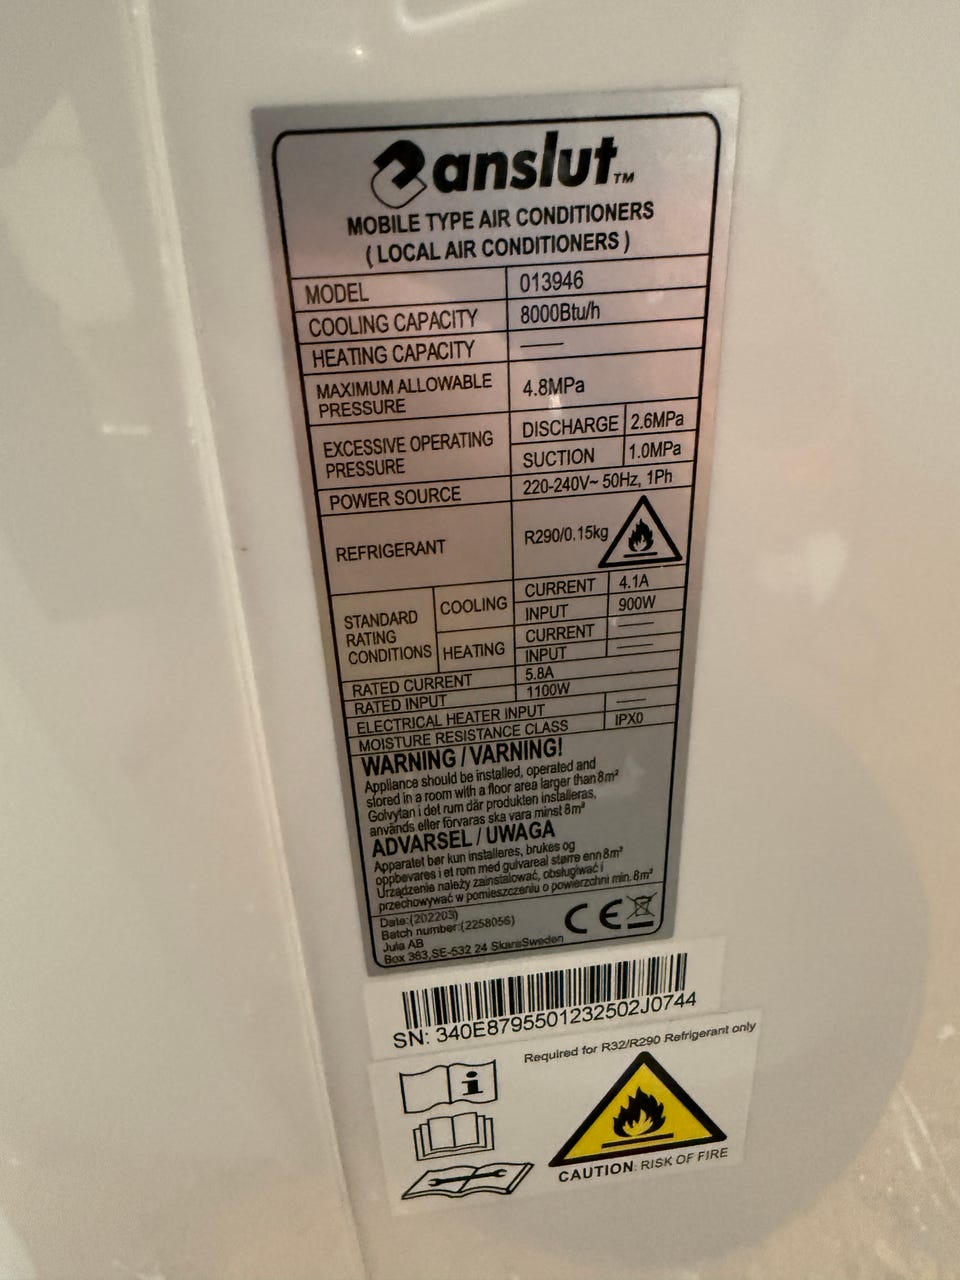 anslut™
MOBILE TYPE AIR CONDITIONERS
( LOCAL AIR CONDITIONERS )
MODEL 013946
COOLING CAPACITY 8000Btu/h
HEATING CAPACITY ——
MAXIMUM ALLOWABLE PRESSURE 4.8MPa
EXCESSIVE OPERATING PRESSURE DISCHARGE 2.6MPa
SUCTION 1.0MPa
POWER SOURCE 220-240V~ 50Hz, 1Ph
REFRIGERANT R290/0.15kg
STANDARD RATING CONDITIONS COOLING CURRENT 4.1A
INPUT 900W
HEATING CURRENT ——
INPUT ——
RATED CURRENT 5.8A
RATED INPUT 1100W
ELECTRICAL HEATER INPUT ——
MOISTURE RESISTANCE CLASS IPX0
WARNING / VARNING!
Appliance should be installed, operated and
stored in a room with a floor area larger than 8m²
Golvytan i det rum där produkten installeras,
används eller förvaras ska vara minst 8m²
ADVARSEL / UWAGA
Apparatet bør kun installeres, brukes og
oppbevares i et rom med gulvareal større enn 8m²
Urządzenie należy zainstalować, obsługiwać i
przechowywać w pomieszczeniu o powierzchni min. 8m²
Date:(202203)
Batch number:(2258056)
Jula AB
Box 363,SE-532 24 SkaraSweden
CE
SN: 340E8795501232502J0744
Required for R32/R290 Refrigerant only
i
CAUTION: RISK OF FIRE